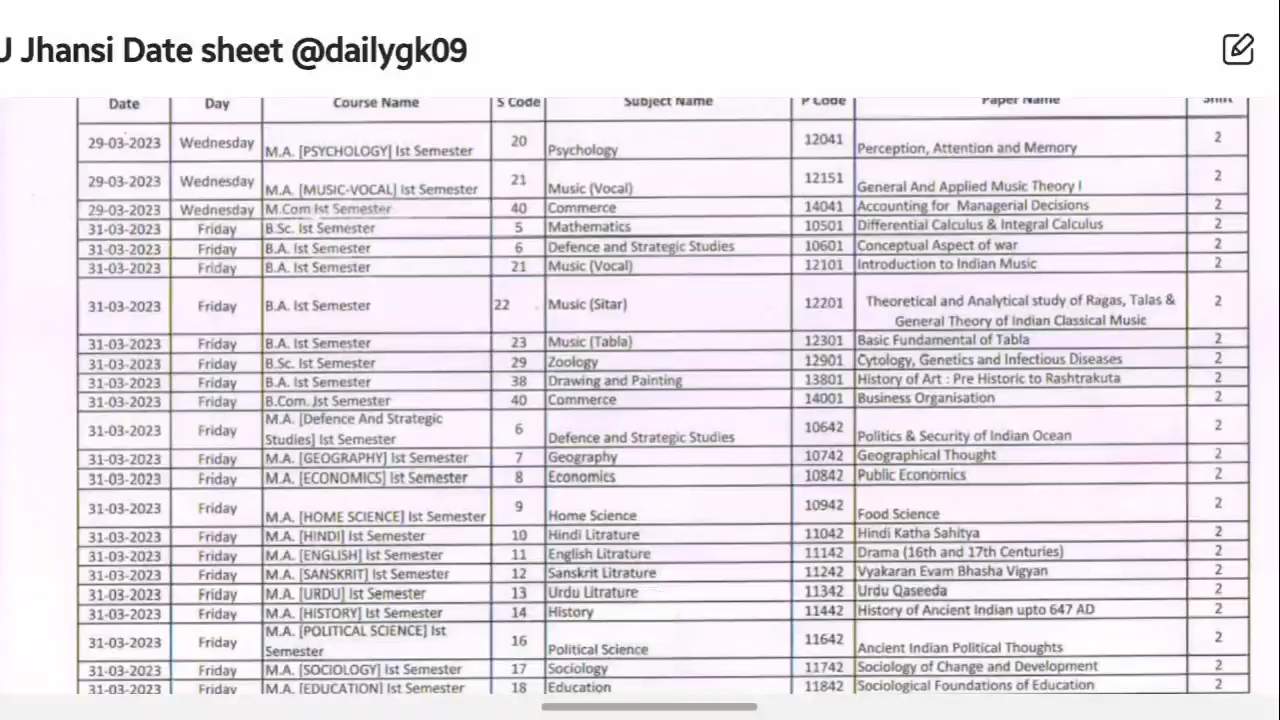 U Jhansi Date sheet @dailygk09
Date Day Course Name S Code Subject Name P Code Paper Name Shift
29-03-2023 Wednesday M.A. [PSYCHOLOGY] Ist Semester 20 Psychology 12041 Perception, Attention and Memory 2
29-03-2023 Wednesday M.A. [MUSIC-VOCAL] Ist Semester 21 Music (Vocal) 12151 General And Applied Music Theory I 2
29-03-2023 Wednesday M.Com Ist Semester 40 Commerce 14041 Accounting for Managerial Decisions 2
31-03-2023 Friday B.Sc. Ist Semester 5 Mathematics 10501 Differential Calculus & Integral Calculus 2
31-03-2023 Friday B.A. Ist Semester 6 Defence and Strategic Studies 10601 Conceptual Aspect of war 2
31-03-2023 Friday B.A. Ist Semester 21 Music (Vocal) 12101 Introduction to Indian Music 2
31-03-2023 Friday B.A. Ist Semester 22 Music (Sitar) 12201 Theoretical and Analytical study of Ragas, Talas & 2
General Theory of Indian Classical Music
31-03-2023 Friday B.A. Ist Semester 23 Music (Tabla) 12301 Basic Fundamental of Tabla 2
31-03-2023 Friday B.Sc. Ist Semester 29 Zoology 12901 Cytology, Genetics and Infectious Diseases 2
31-03-2023 Friday B.A. Ist Semester 38 Drawing and Painting 13801 History of Art : Pre Historic to Rashtrakuta 2
31-03-2023 Friday B.Com. Ist Semester 40 Commerce 14001 Business Organisation 2
31-03-2023 Friday M.A. [Defence And Strategic
Studies] Ist Semester 6 Defence and Strategic Studies 10642 Politics & Security of Indian Ocean 2
31-03-2023 Friday M.A. [GEOGRAPHY] Ist Semester 7 Geography 10742 Geographical Thought 2
31-03-2023 Friday M.A. [ECONOMICS] Ist Semester 8 Economics 10842 Public Economics 2
31-03-2023 Friday M.A. [HOME SCIENCE] Ist Semester 9 Home Science 10942 Food Science 2
31-03-2023 Friday M.A. [HINDI] Ist Semester 10 Hindi Litrature 11042 Hindi Katha Sahitya 2
31-03-2023 Friday M.A. [ENGLISH] Ist Semester 11 English Litrature 11142 Drama (16th and 17th Centuries) 2
31-03-2023 Friday M.A. [SANSKRIT] Ist Semester 12 Sanskrit Litrature 11242 Vyakaran Evam Bhasha Vigyan 2
31-03-2023 Friday M.A. [URDU] Ist Semester 13 Urdu Litrature 11342 Urdu Qaseeda 2
31-03-2023 Friday M.A. [HISTORY] Ist Semester 14 History 11442 History of Ancient Indian upto 647 AD 2
31-03-2023 Friday M.A. [POLITICAL SCIENCE] Ist
Semester 16 Political Science 11642 Ancient Indian Political Thoughts 2
31-03-2023 Friday M.A. [SOCIOLOGY] Ist Semester 17 Sociology 11742 Sociology of Change and Development 2
31-03-2023 Friday M.A. [EDUCATION] Ist Semester 18 Education 11842 Sociological Foundations of Education 2